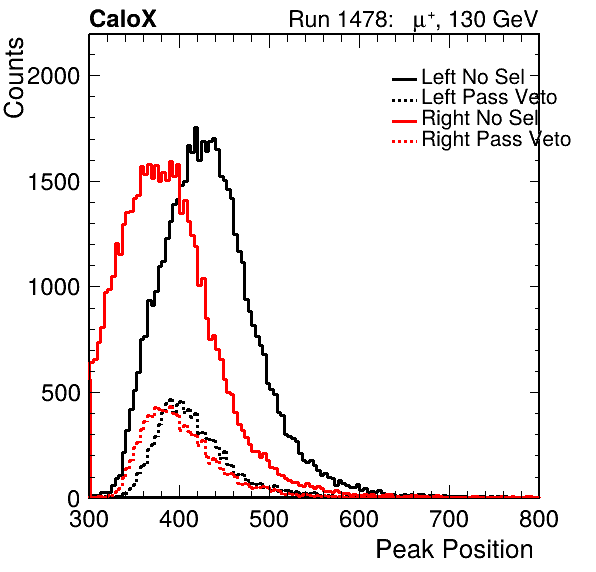 CaloX Run 1478: μ⁺, 130 GeV
Counts
2000
1500
1000
500
0
Left No Sel
Left Pass Veto
Right No Sel
Right Pass Veto
300 400 500 600 700 800
Peak Position